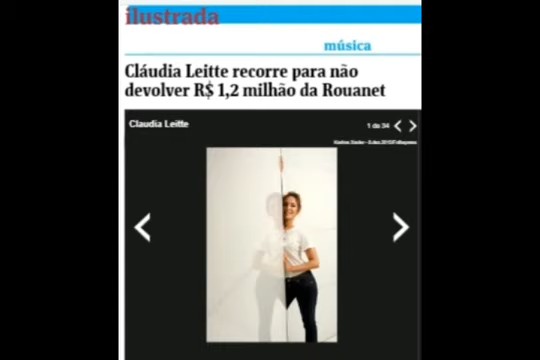 ilustrada
música
Cláudia Leitte recorre para não
devolver R$ 1,2 milhão da Rouanet
Claudia Leitte
1 de 34